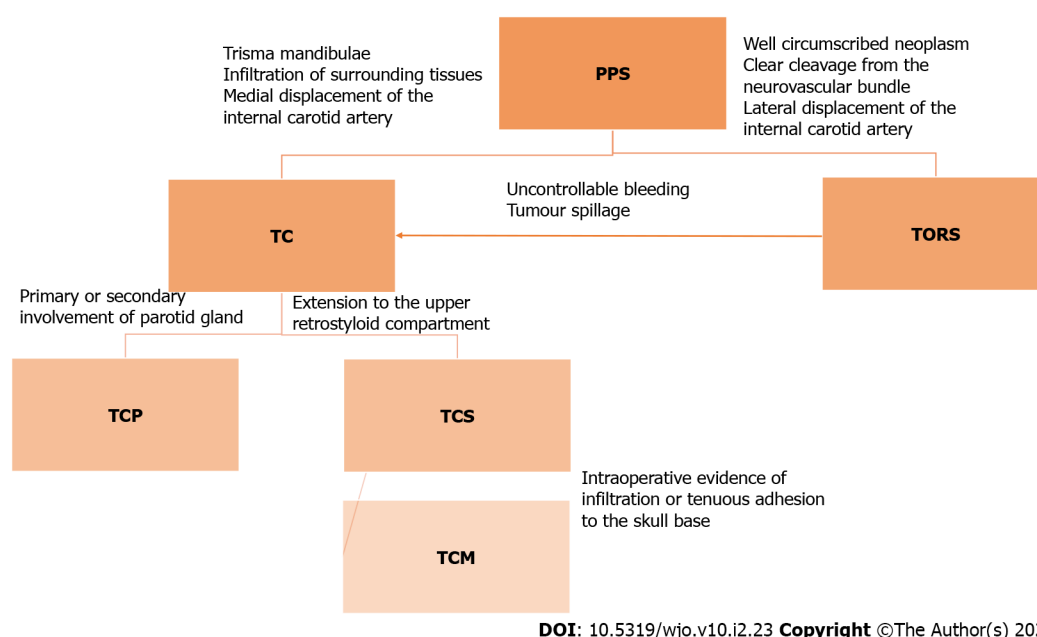 Trisma mandibulae
Infiltration of surrounding tissues
Medial displacement of the
internal carotid artery
PPS
Well circumscribed neoplasm
Clear cleavage from the
neurovascular bundle
Lateral displacement of the
internal carotid artery
TC
Uncontrollable bleeding
Tumour spillage
TORS
Primary or secondary
involvement of parotid gland
Extension to the upper
retrostyloid compartment
TCP
TCS
Intraoperative evidence of
infiltration or tenuous adhesion
to the skull base
TCM
DOI: 10.5319/wjo.v10.i2.23 Copyright ©The Author(s)